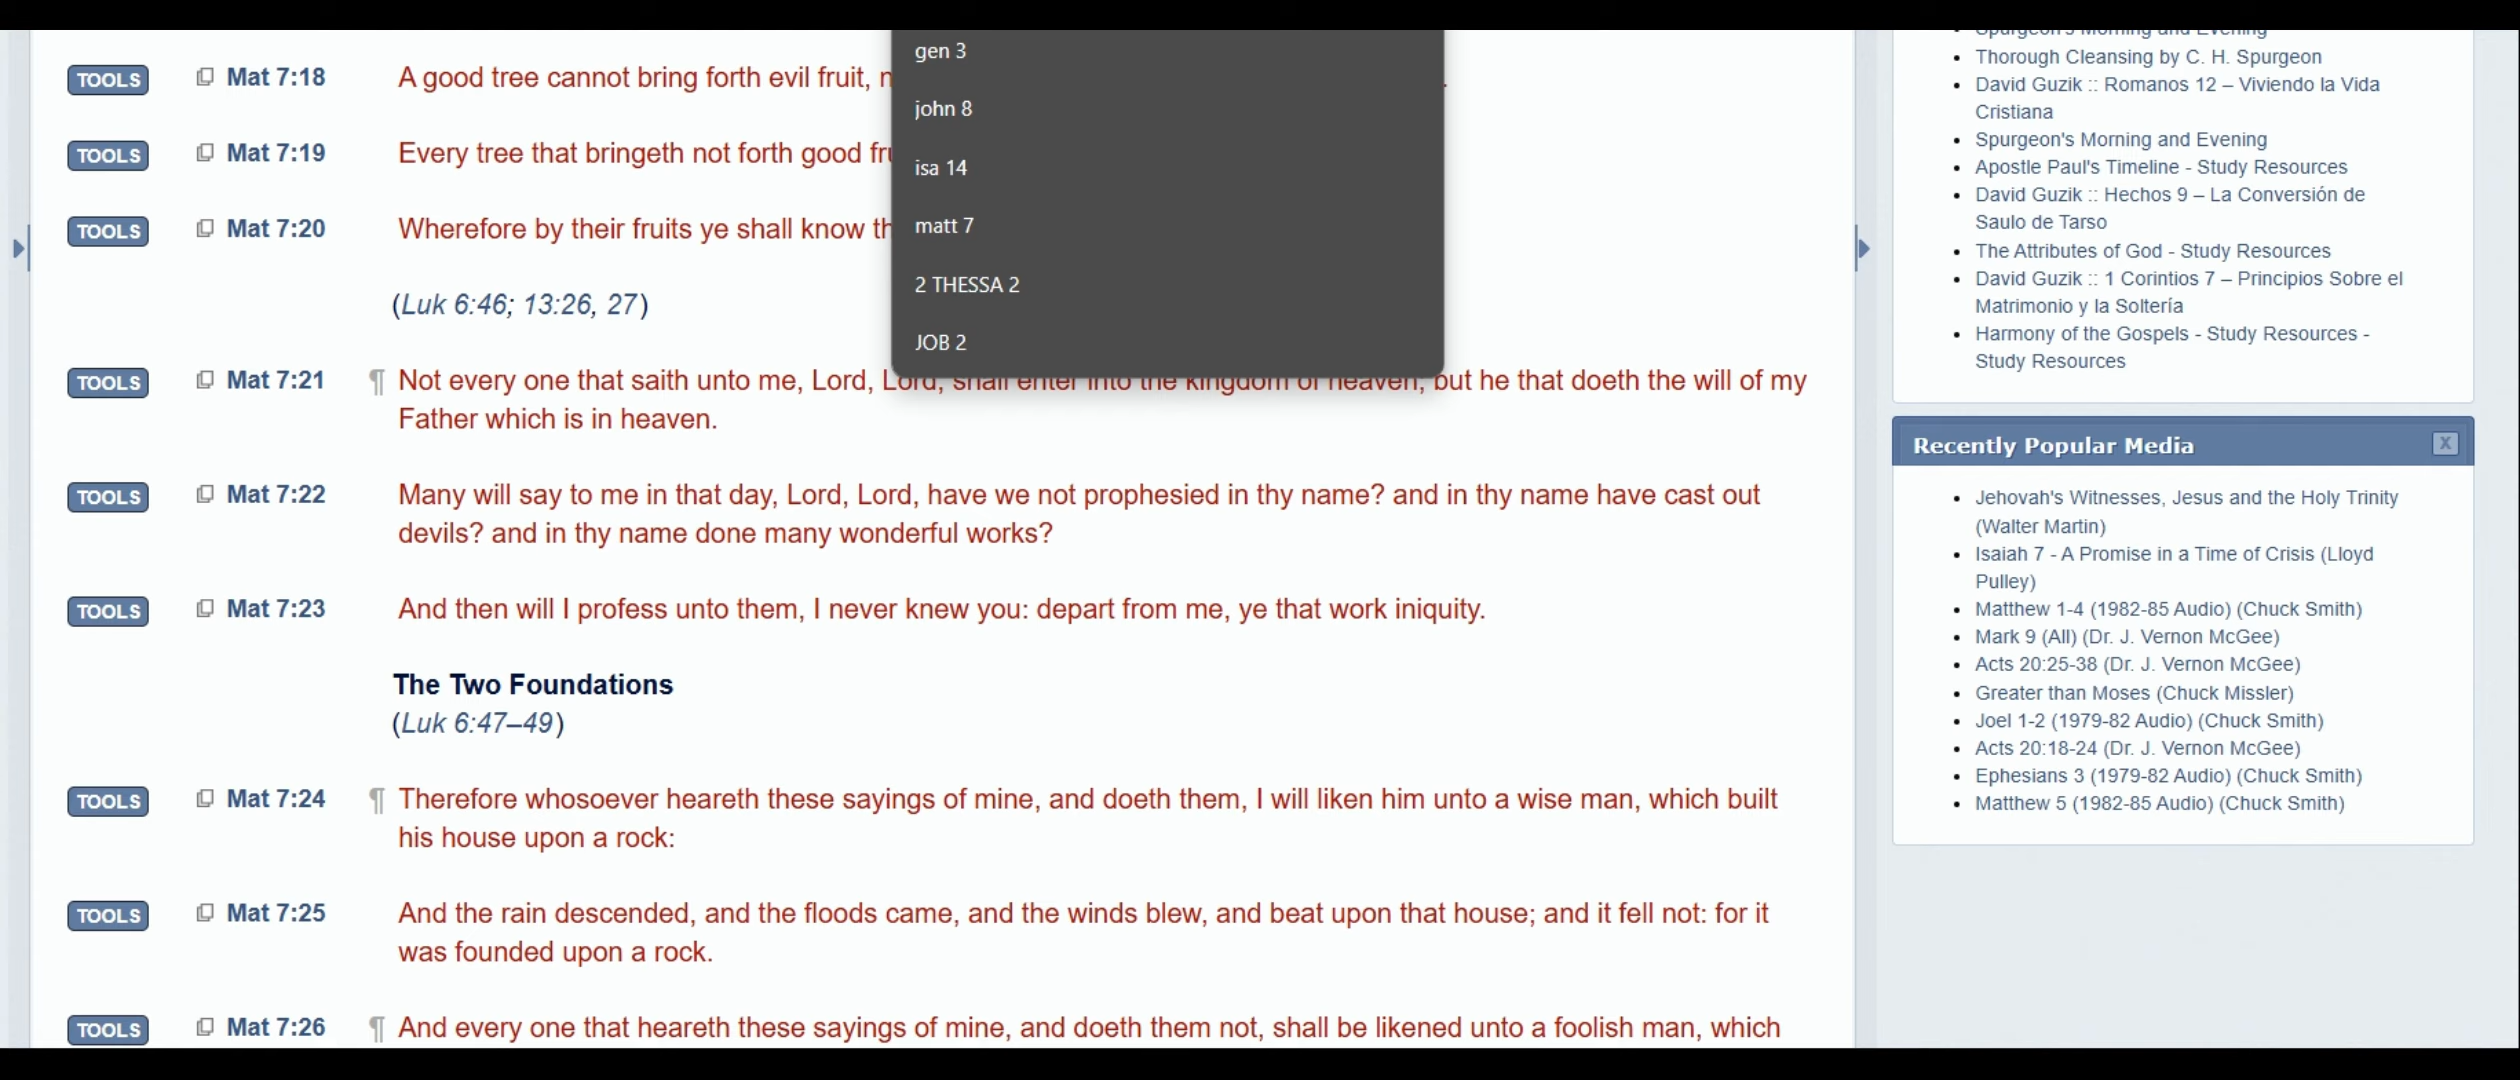 TOOLS Mat 7:18 A good tree cannot bring forth evil fruit,
TOOLS Mat 7:19 Every tree that bringeth not forth good
TOOLS Mat 7:20 Wherefore by their fruits ye shall know
(Luk 6:46; 13:26, 27)
TOOLS Mat 7:21 ¶ Not every one that saith unto me, Lord, Lord, shall enter into the kingdom of heaven; but he that doeth the will of my
Father which is in heaven.
TOOLS Mat 7:22 Many will say to me in that day, Lord, Lord, have we not prophesied in thy name? and in thy name have cast out
devils? and in thy name done many wonderful works?
TOOLS Mat 7:23 And then will I profess unto them, I never knew you: depart from me, ye that work iniquity.
The Two Foundations
(Luk 6:47–49)
TOOLS Mat 7:24 ¶ Therefore whosoever heareth these sayings of mine, and doeth them, I will liken him unto a wise man, which built
his house upon a rock:
TOOLS Mat 7:25 And the rain descended, and the floods came, and the winds blew, and beat upon that house; and it fell not: for it
was founded upon a rock.
TOOLS Mat 7:26 ¶ And every one that heareth these sayings of mine, and doeth them not, shall be likened unto a foolish man, which
gen 3
john 8
isa 14
matt 7
2 THESSA 2
JOB 2
Spurgeon's Morning and Evening
Thorough Cleansing by C. H. Spurgeon
David Guzik :: Romanos 12 – Viviendo la Vida
Cristiana
Spurgeon's Morning and Evening
Apostle Paul's Timeline - Study Resources
David Guzik :: Hechos 9 – La Conversión de
Saulo de Tarso
The Attributes of God - Study Resources
David Guzik :: 1 Corintios 7 – Principios Sobre el
Matrimonio y la Soltería
Harmony of the Gospels - Study Resources -
Study Resources
Recently Popular Media X
Jehovah's Witnesses, Jesus and the Holy Trinity
(Walter Martin)
Isaiah 7 - A Promise in a Time of Crisis (Lloyd
Pulley)
Matthew 1-4 (1982-85 Audio) (Chuck Smith)
Mark 9 (All) (Dr. J. Vernon McGee)
Acts 20:25-38 (Dr. J. Vernon McGee)
Greater than Moses (Chuck Missler)
Joel 1-2 (1979-82 Audio) (Chuck Smith)
Acts 20:18-24 (Dr. J. Vernon McGee)
Ephesians 3 (1979-82 Audio) (Chuck Smith)
Matthew 5 (1982-85 Audio) (Chuck Smith)